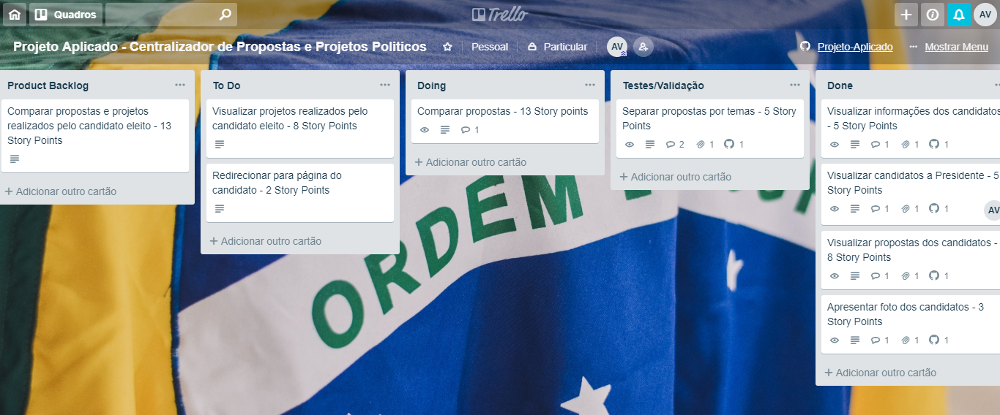 Quadros
Trello
AV
Projeto Aplicado - Centralizador de Propostas e Projetos Politicos
Pessoal
Particular
AV
Projeto-Aplicado
Mostrar Menu
Product Backlog
Comparar propostas e projetos
realizados pelo candidato eleito - 13
Story Points
+ Adicionar outro cartão
To Do
Visualizar projetos realizados pelo
candidato eleito - 8 Story Points
Redirecionar para página do
candidato - 2 Story Points
+ Adicionar outro cartão
Doing
Comparar propostas - 13 Story points
1
+ Adicionar outro cartão
Testes/Validação
Separar propostas por temas - 5 Story
Points
2 1 1
+ Adicionar outro cartão
Done
Visualizar informações dos candidatos
- 5 Story Points
1 1 1
Visualizar candidatos a Presidente - 5
Story Points
1 1 1
AV
Visualizar propostas dos candidatos -
8 Story Points
1 1 1
Apresentar foto dos candidatos - 3
Story Points
1 1 1
+ Adicionar outro cartão
ORDEM E